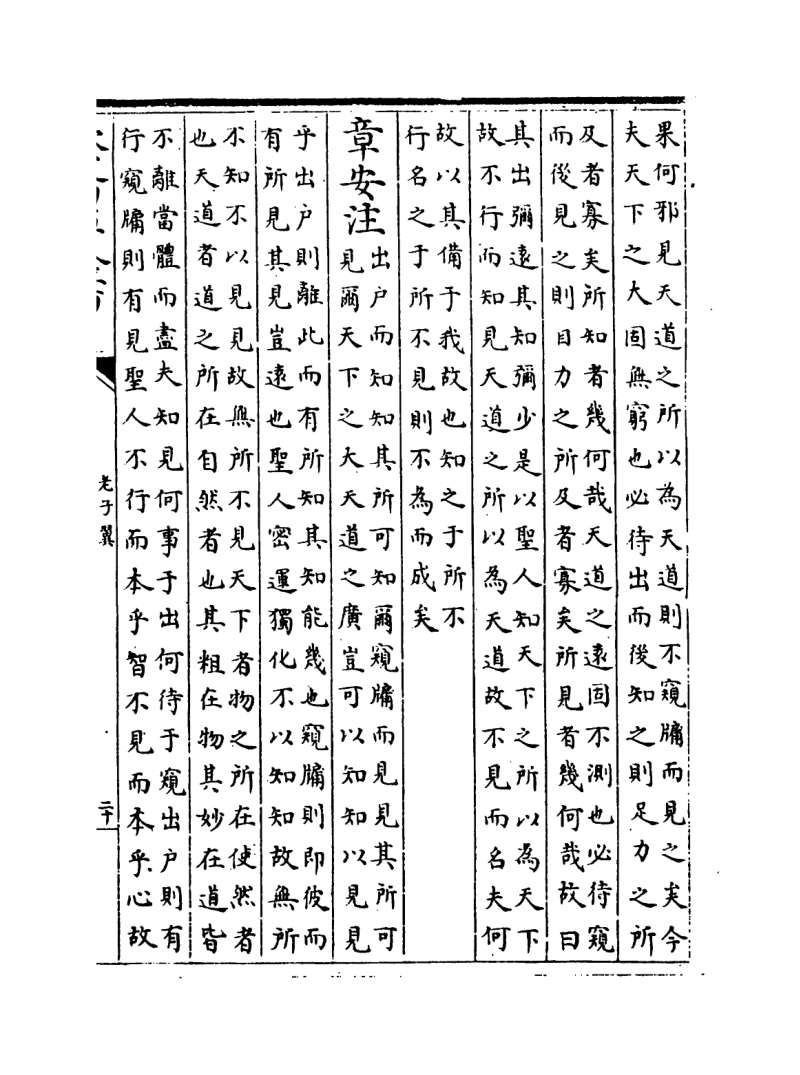 果何邪見天道之所以為天道則不窺牖而見之矣今
夫天下之大固無窮也必待出而後知之則足力之所
及者寡矣所知者幾何哉天道之遠固不測也必待窺
而後見之則目力之所及者寡矣所見者幾何哉故曰
其出彌遠其知彌少是以聖人知天下之所以為天下
故不行而知見天道之所以為天道故不見而名夫何
故以其備于我故也知之于所不
行名之于所不見則不為而成矣
章安注
出户而知知其所可知爾窺牖而見見其所可
見爾天下之大天道之廣豈可以知知以見見
乎出户則離此而有所知其知能幾也窺牖則即彼而
有所見其見豈遠也聖人密運獨化不以知知故無所
不知不以見見故無所不見天下者物之所在使然者
也天道者道之所在自然者也其粗在物其妙在道皆
不離當體而盡夫知見何事于出何待于窺出户則有
行窺牖則有見聖人不行而本乎智不見而本乎心故
老子翼
二十